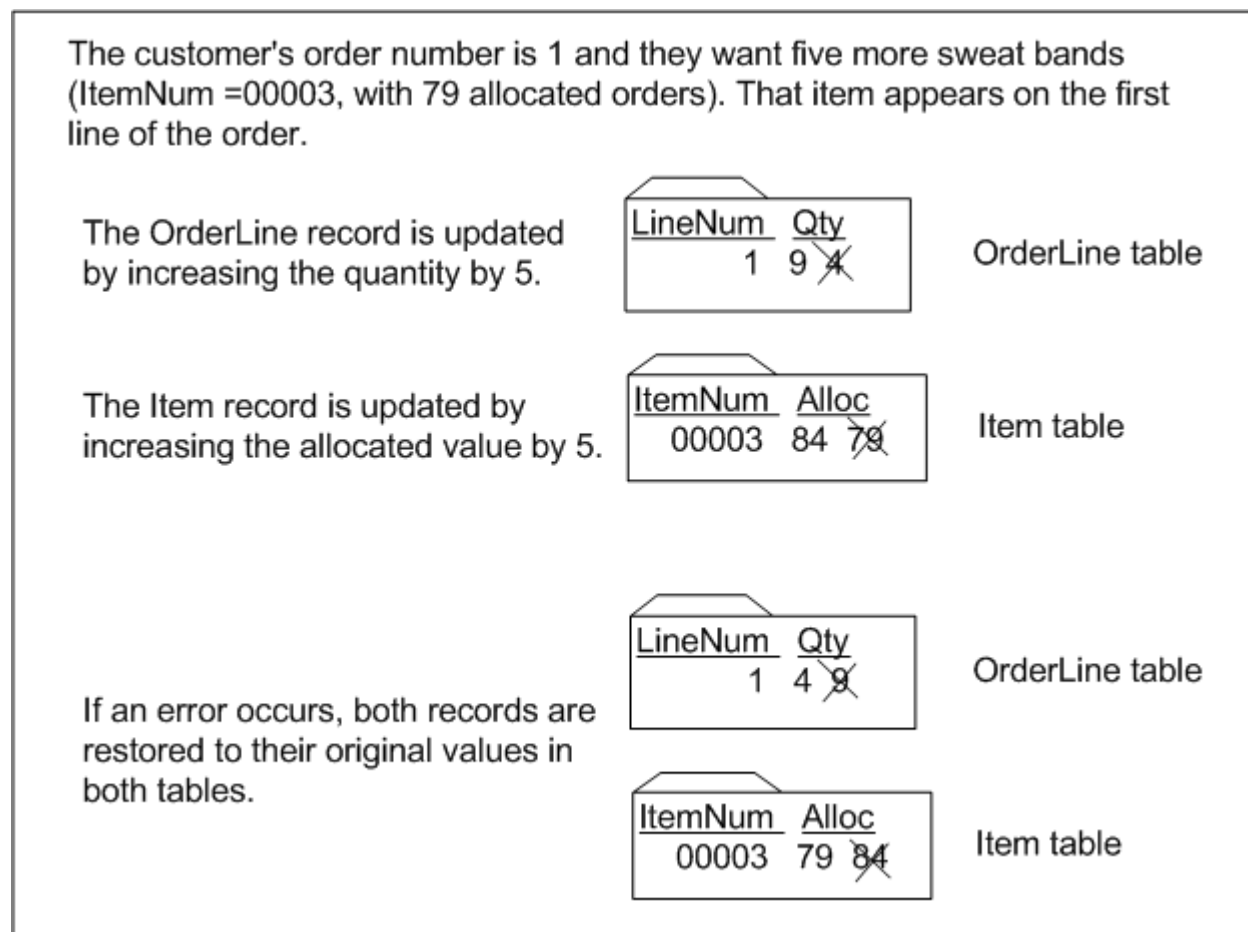 The customer's order number is 1 and they want five more sweat bands
(ItemNum =00003, with 79 allocated orders). That item appears on the first
line of the order.
The OrderLine record is updated
by increasing the quantity by 5.
LineNum Qty
1 9 4
OrderLine table
The Item record is updated by
increasing the allocated value by 5.
ItemNum Alloc
00003 84 79
Item table
If an error occurs, both records are
restored to their original values in
both tables.
LineNum Qty
1 4 9
OrderLine table
ItemNum Alloc
00003 79 84
Item table